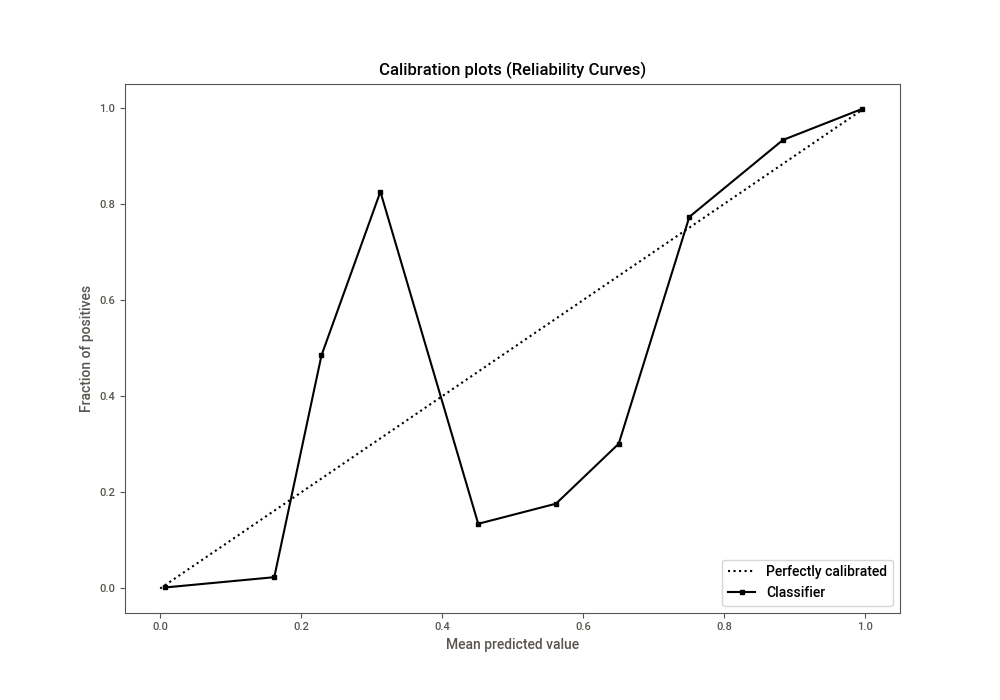 Calibration plots (Reliability Curves)
1.0
0.8
0.6
0.4
0.2
0.0
Fraction of positives
0.0 0.2 0.4 0.6 0.8 1.0
Mean predicted value
Perfectly calibrated
Classifier